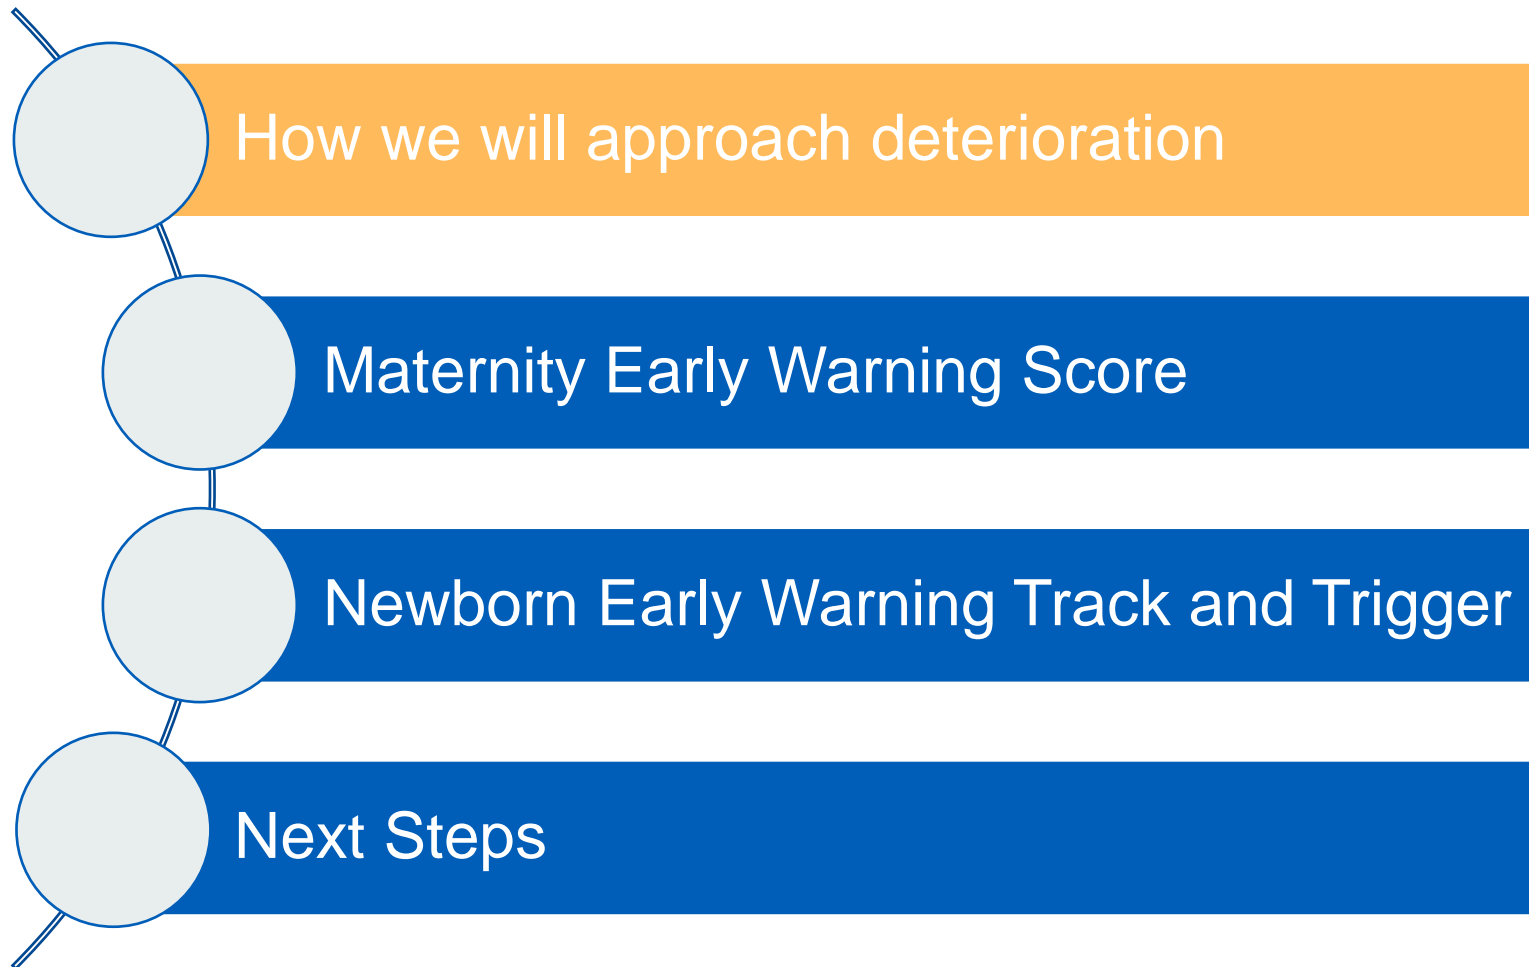 How we will approach deterioration
Maternity Early Warning Score
Newborn Early Warning Track and Trigger
Next Steps